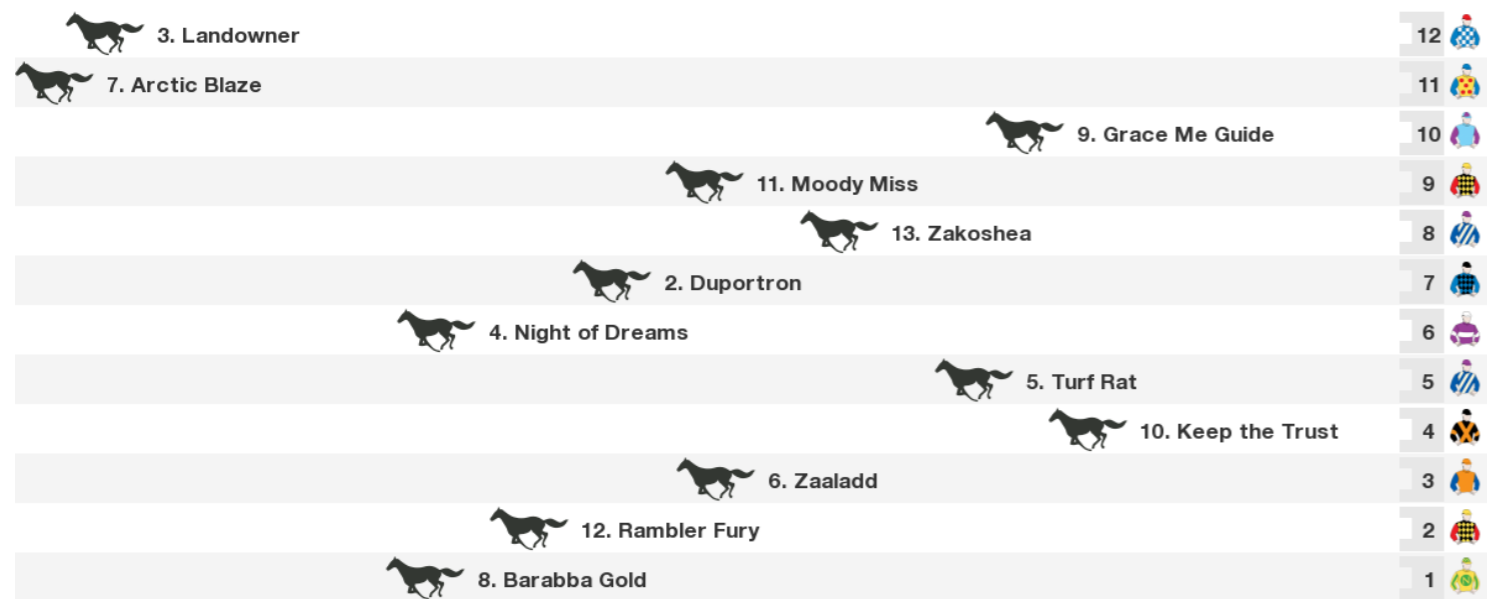 3. Landowner 12
7. Arctic Blaze 11
9. Grace Me Guide 10
11. Moody Miss 9
13. Zakoshea 8
2. Duportron 7
4. Night of Dreams 6
5. Turf Rat 5
10. Keep the Trust 4
6. Zaaladd 3
12. Rambler Fury 2
8. Barabba Gold 1